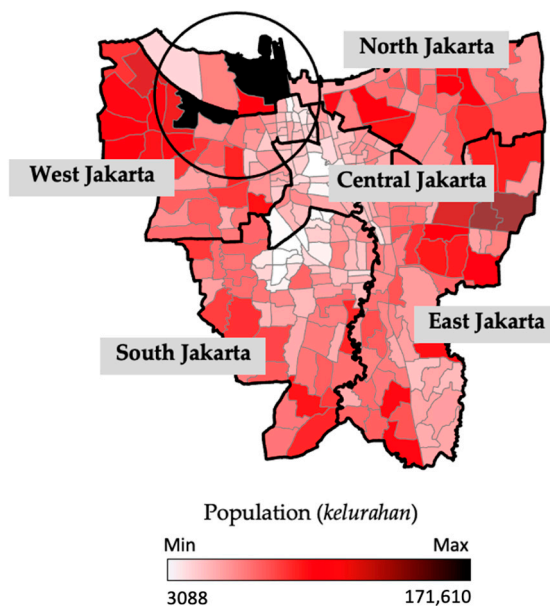 North Jakarta
West Jakarta
Central Jakarta
East Jakarta
South Jakarta
Population (kelurahan)
Min Max
3088 171,610